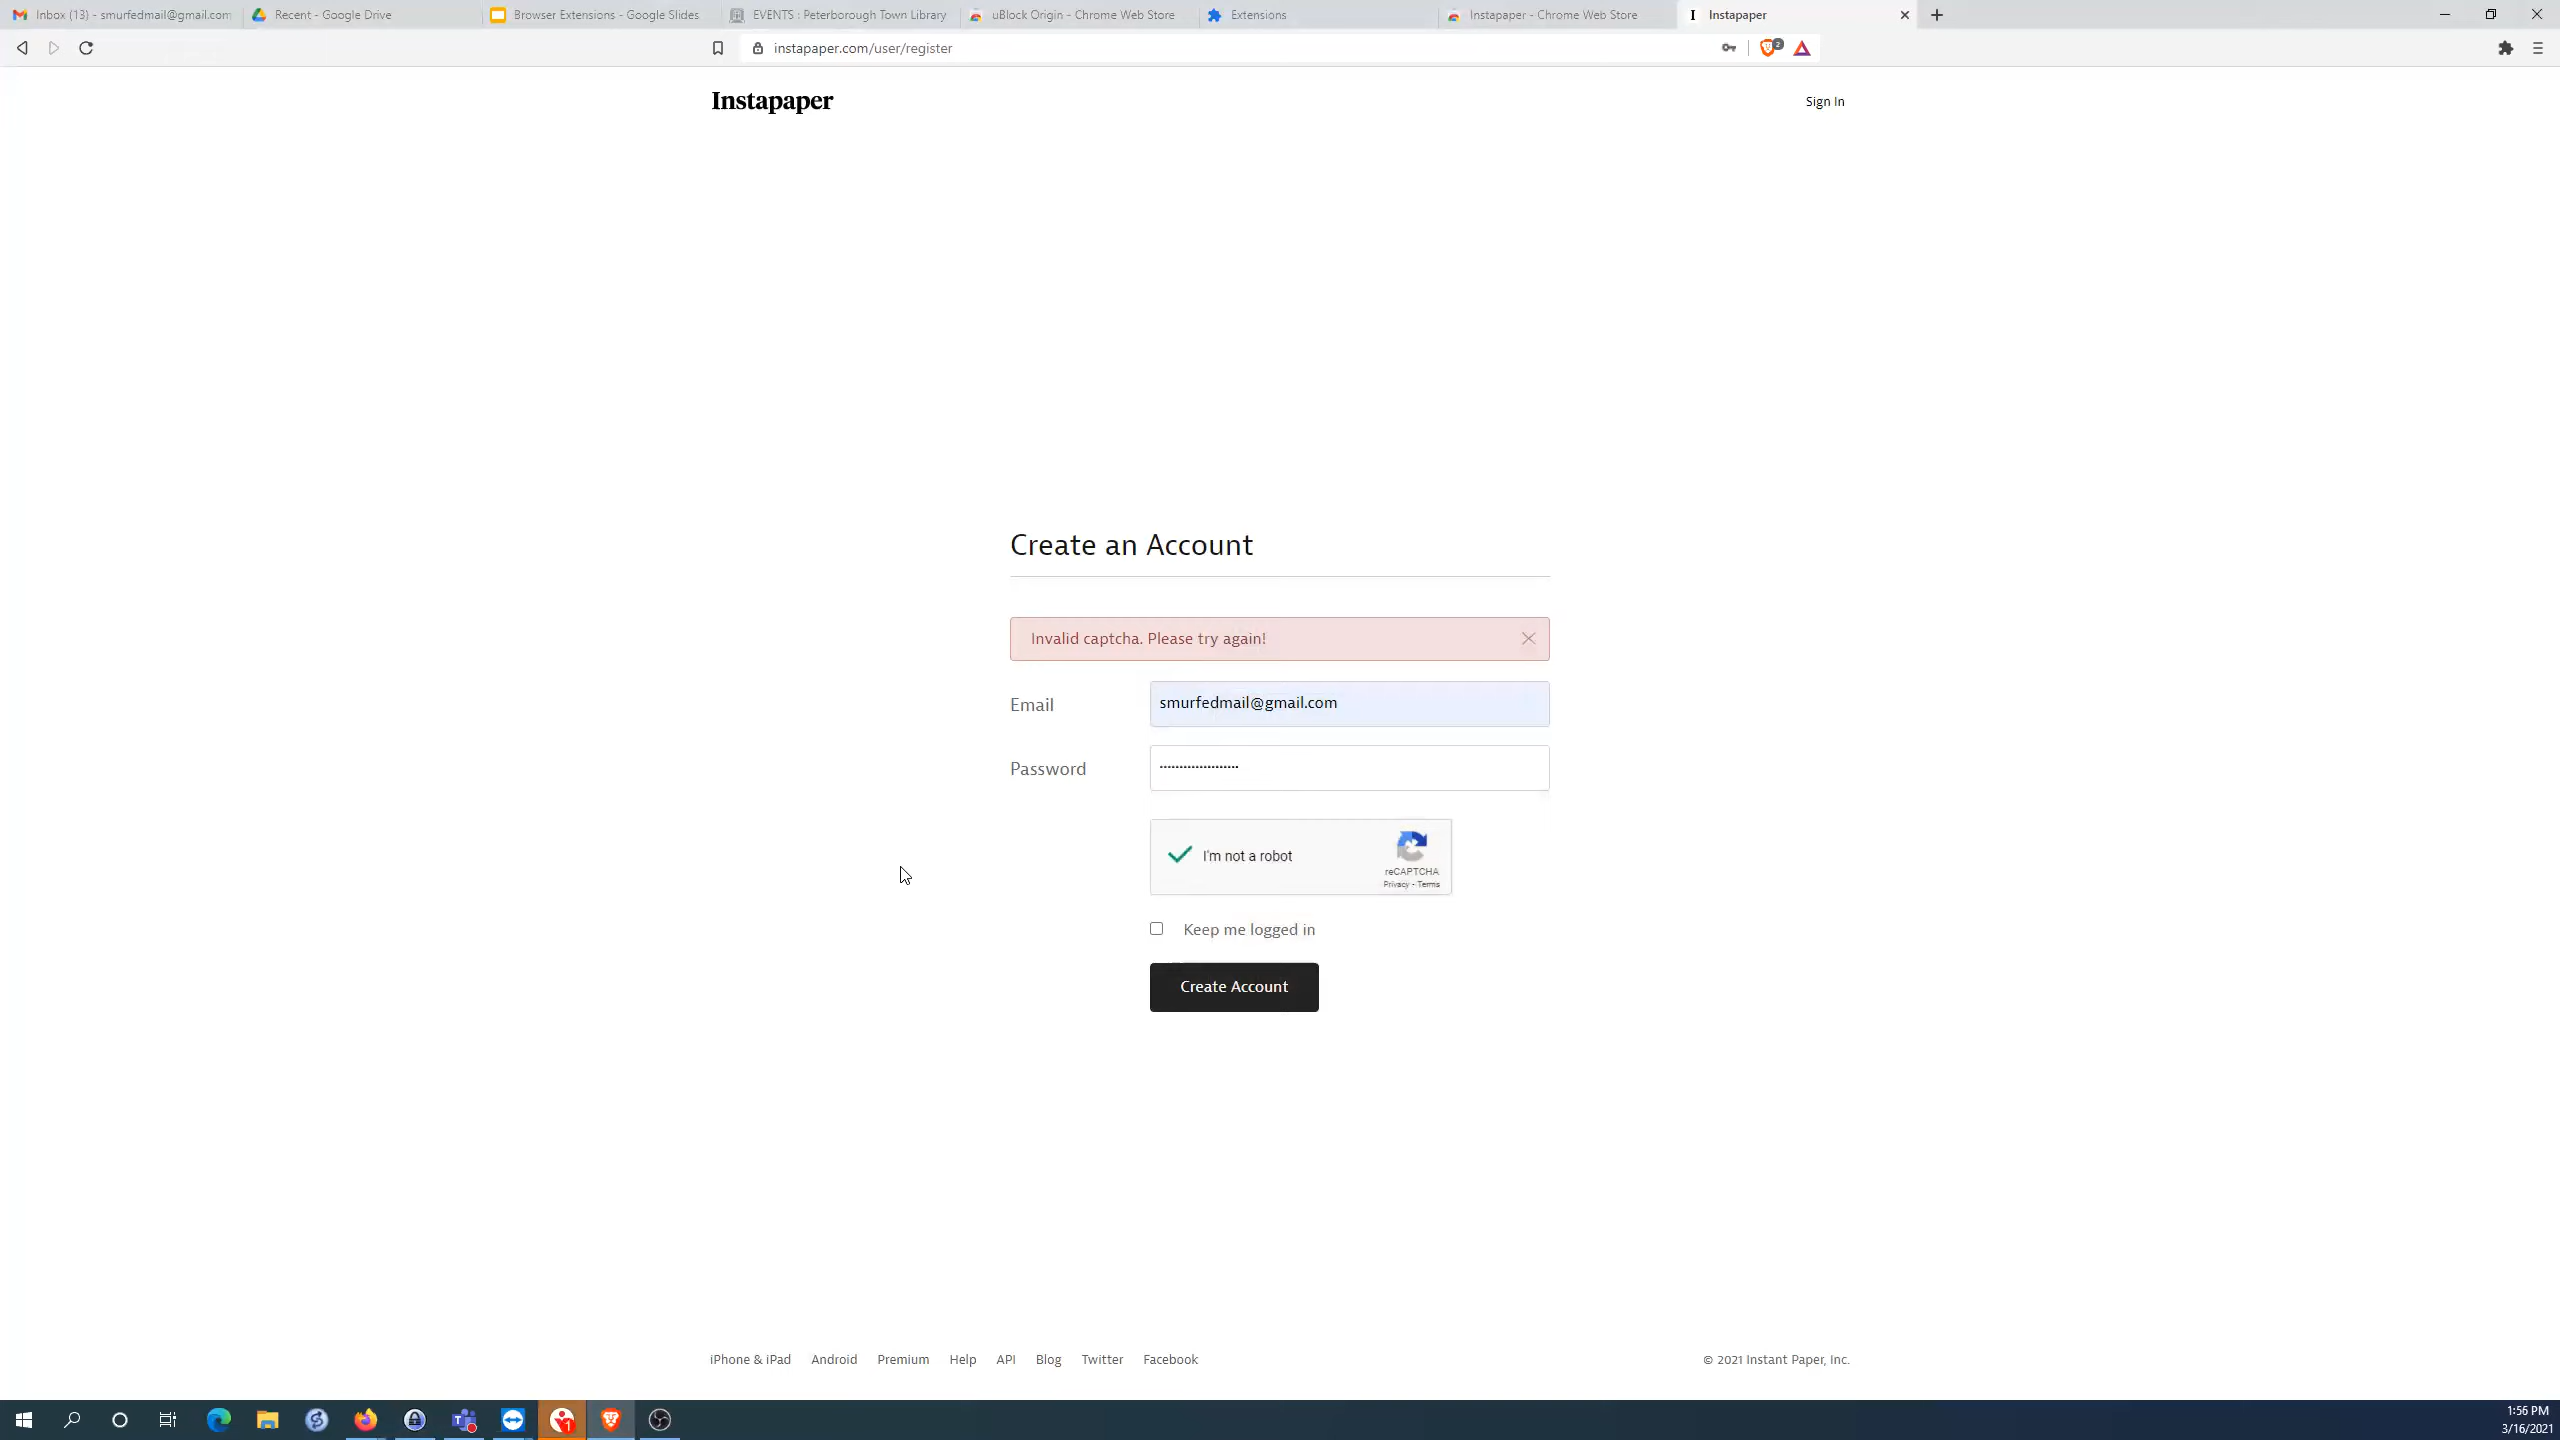 Inbox (13) - smurfedmail@gmail.com
Recent - Google Drive
Browser Extensions - Google Slides
EVENTS : Peterborough Town Library
uBlock Origin - Chrome Web Store
Extensions
Instapaper - Chrome Web Store
I Instapaper
instapaper.com/user/register
2
Instapaper
Sign In
Create an Account
Invalid captcha. Please try again!
Email
smurfedmail@gmail.com
Password
I'm not a robot
reCAPTCHA
Privacy - Terms
Keep me logged in
Create Account
iPhone & iPad Android Premium Help API Blog Twitter Facebook
© 2021 Instant Paper, Inc.
1
1:56 PM
3/16/2021